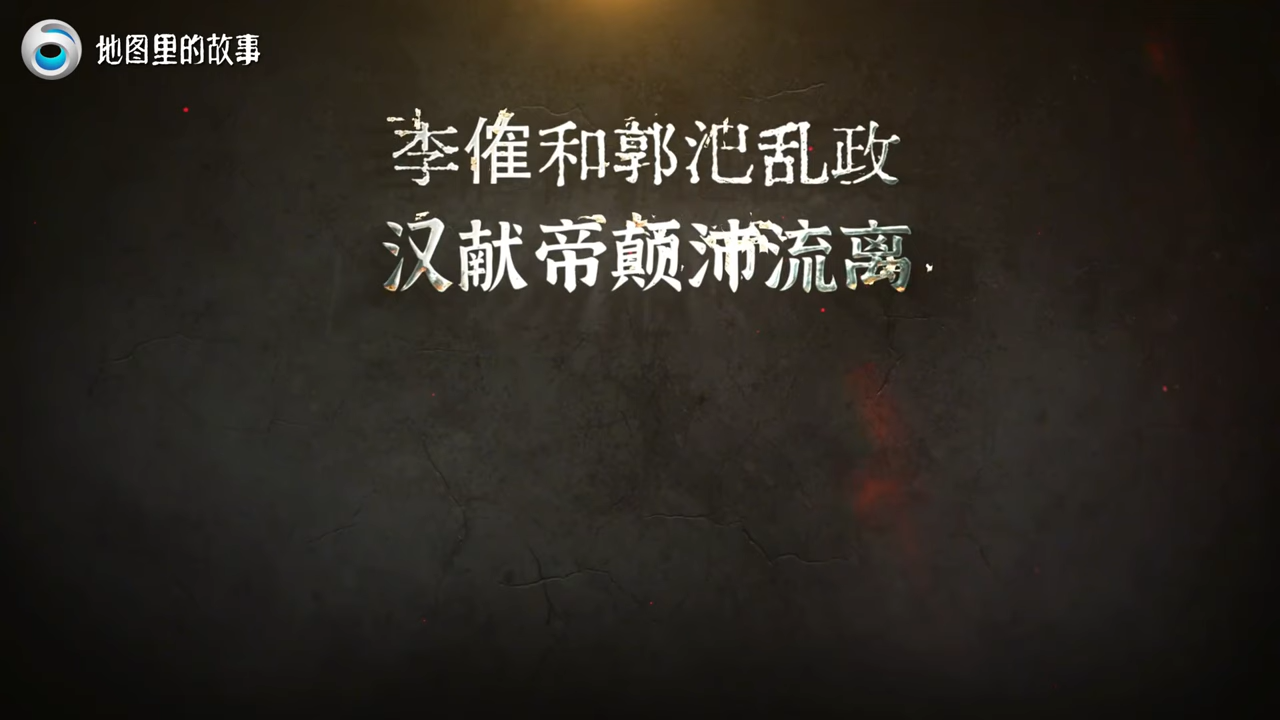 地图里的故事
李傕和郭汜乱政
汉献帝颠沛流离